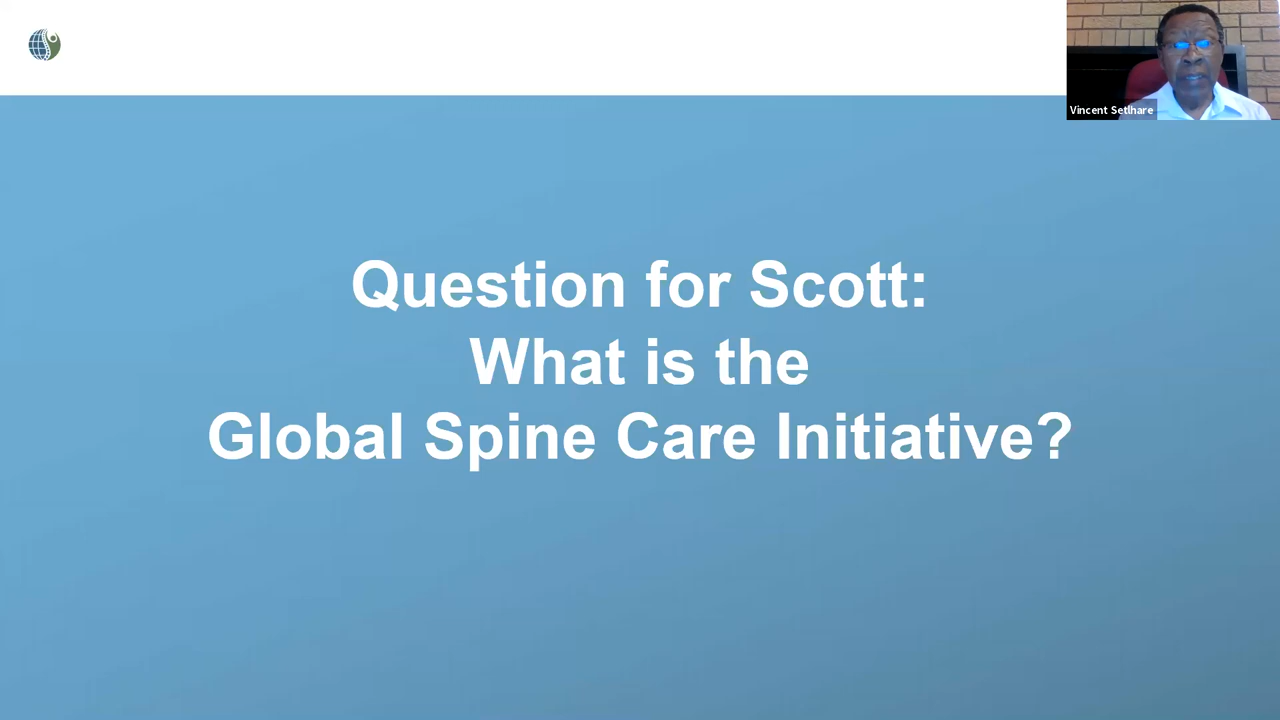 Vincent Setlhare
Question for Scott:
What is the
Global Spine Care Initiative?